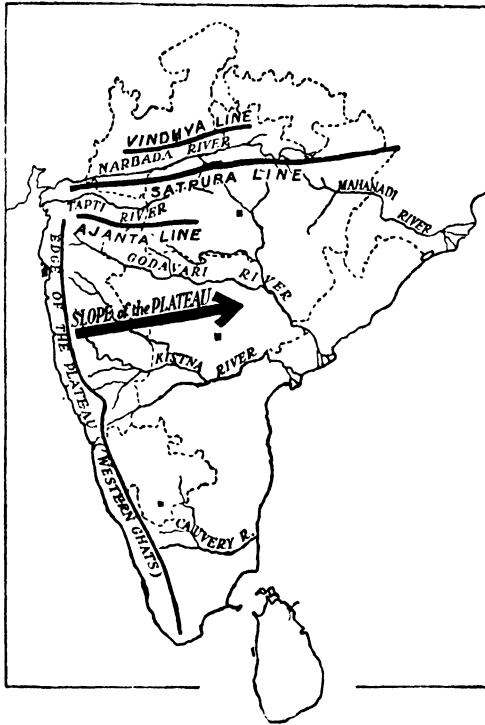 VINDHYA LINE
NARBADA RIVER
SATPURA LINE
MAHANADI
RIVER
TAPTI RIVER
AJANTA LINE
GODAVARI RIVER
SLOPE of the PLATEAU
KISTNA RIVER
EDGE OF THE PLATEAU (WESTERN GHATS)
CAUVERY R.